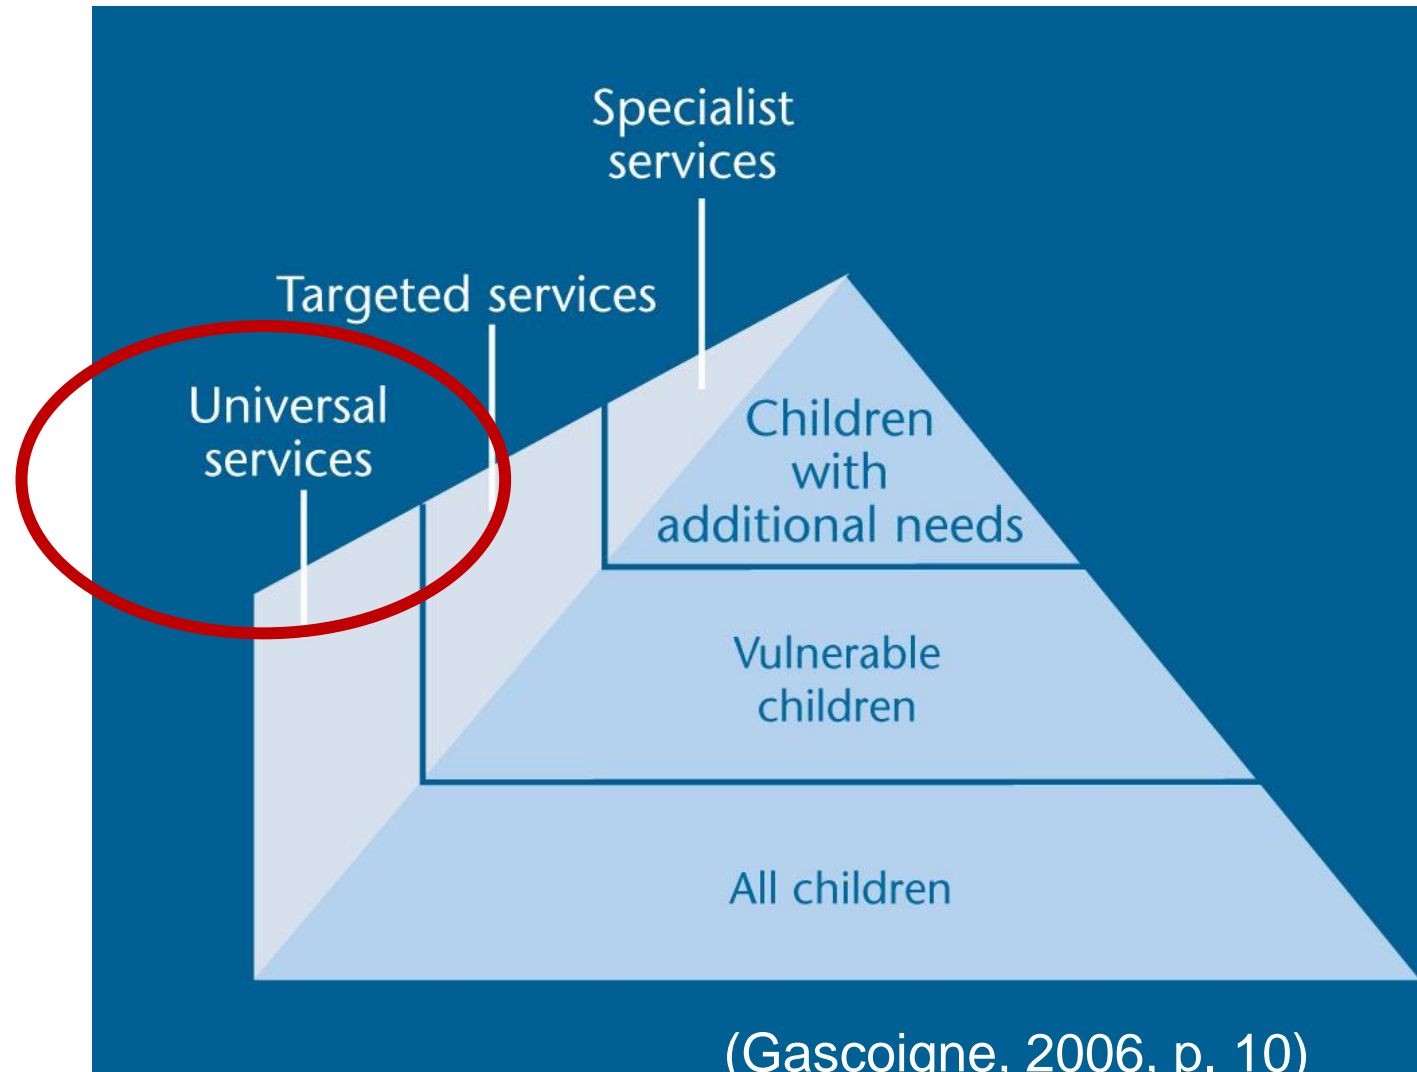 Specialist
services
Targeted services
Universal
services
Children
with
additional needs
Vulnerable
children
All children
(Gascoigne, 2006, p. 10)